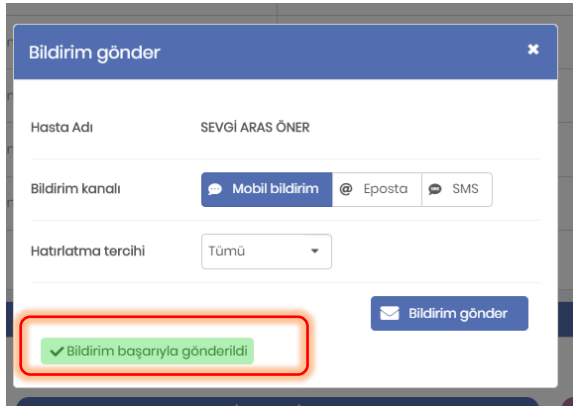 Bildirim gönder
Hasta Adı SEVGİ ARAS ÖNER
Bildirim kanalı Mobil bildirim @ Eposta SMS
Hatırlatma tercihi Tümü
Bildirim gönder
Bildirim başarıyla gönderildi